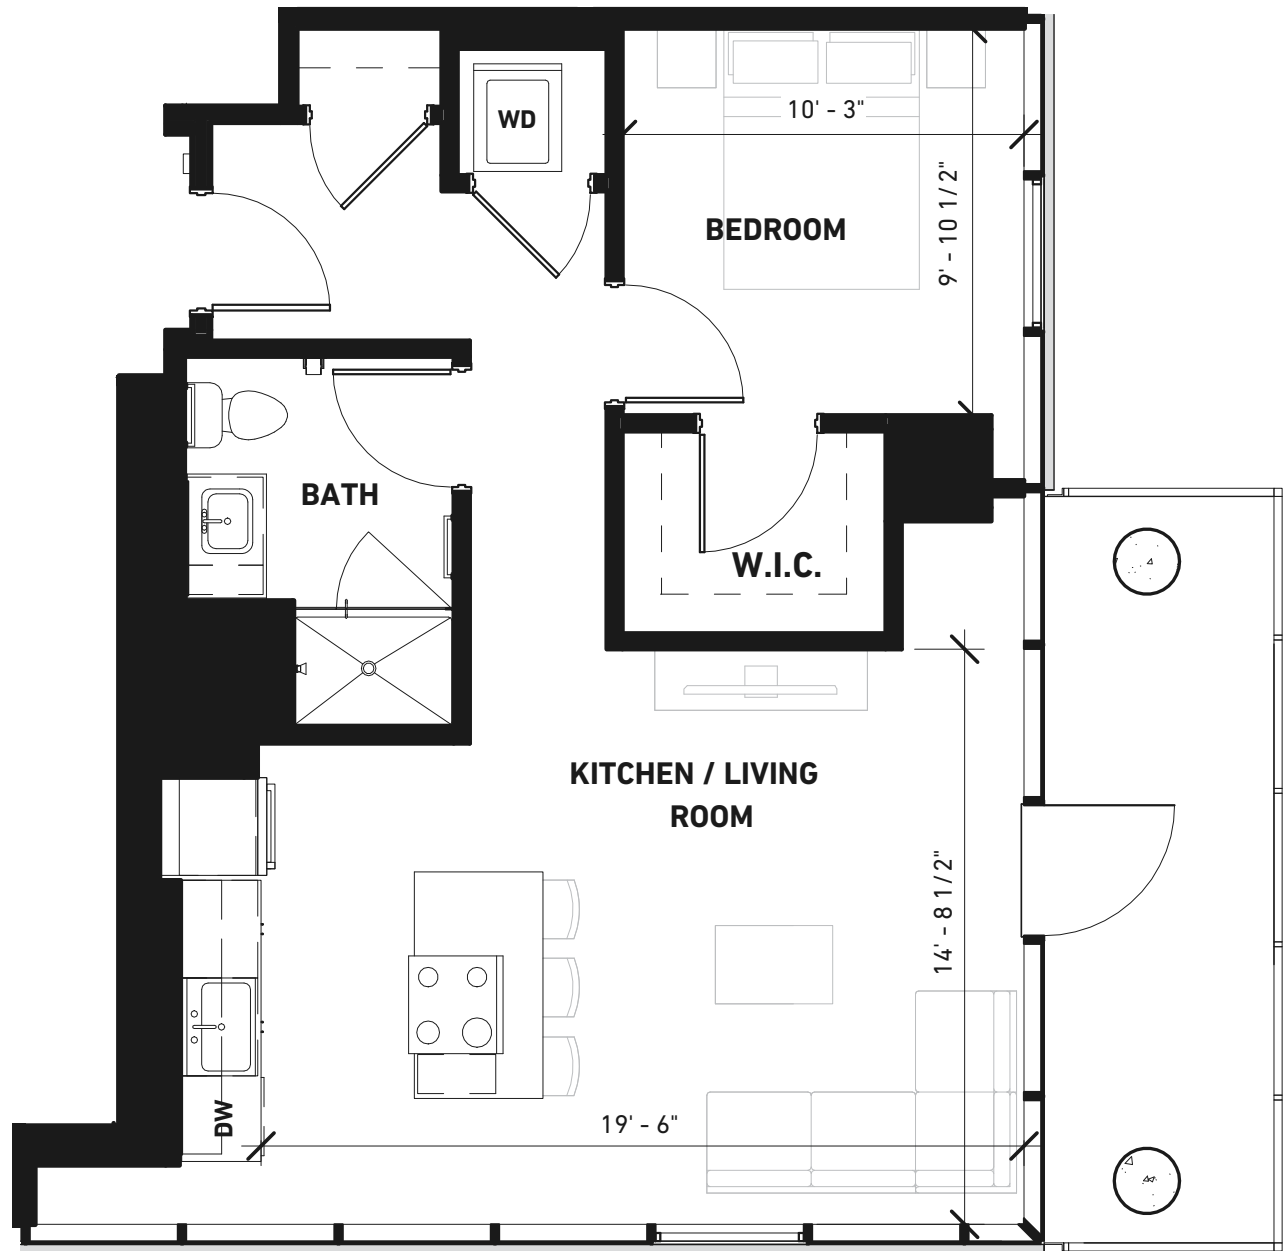 WD
10' - 3"
9' - 10 1/2"
BEDROOM
BATH
W.I.C.
KITCHEN / LIVING
ROOM
14' - 8 1/2"
DW
19' - 6"